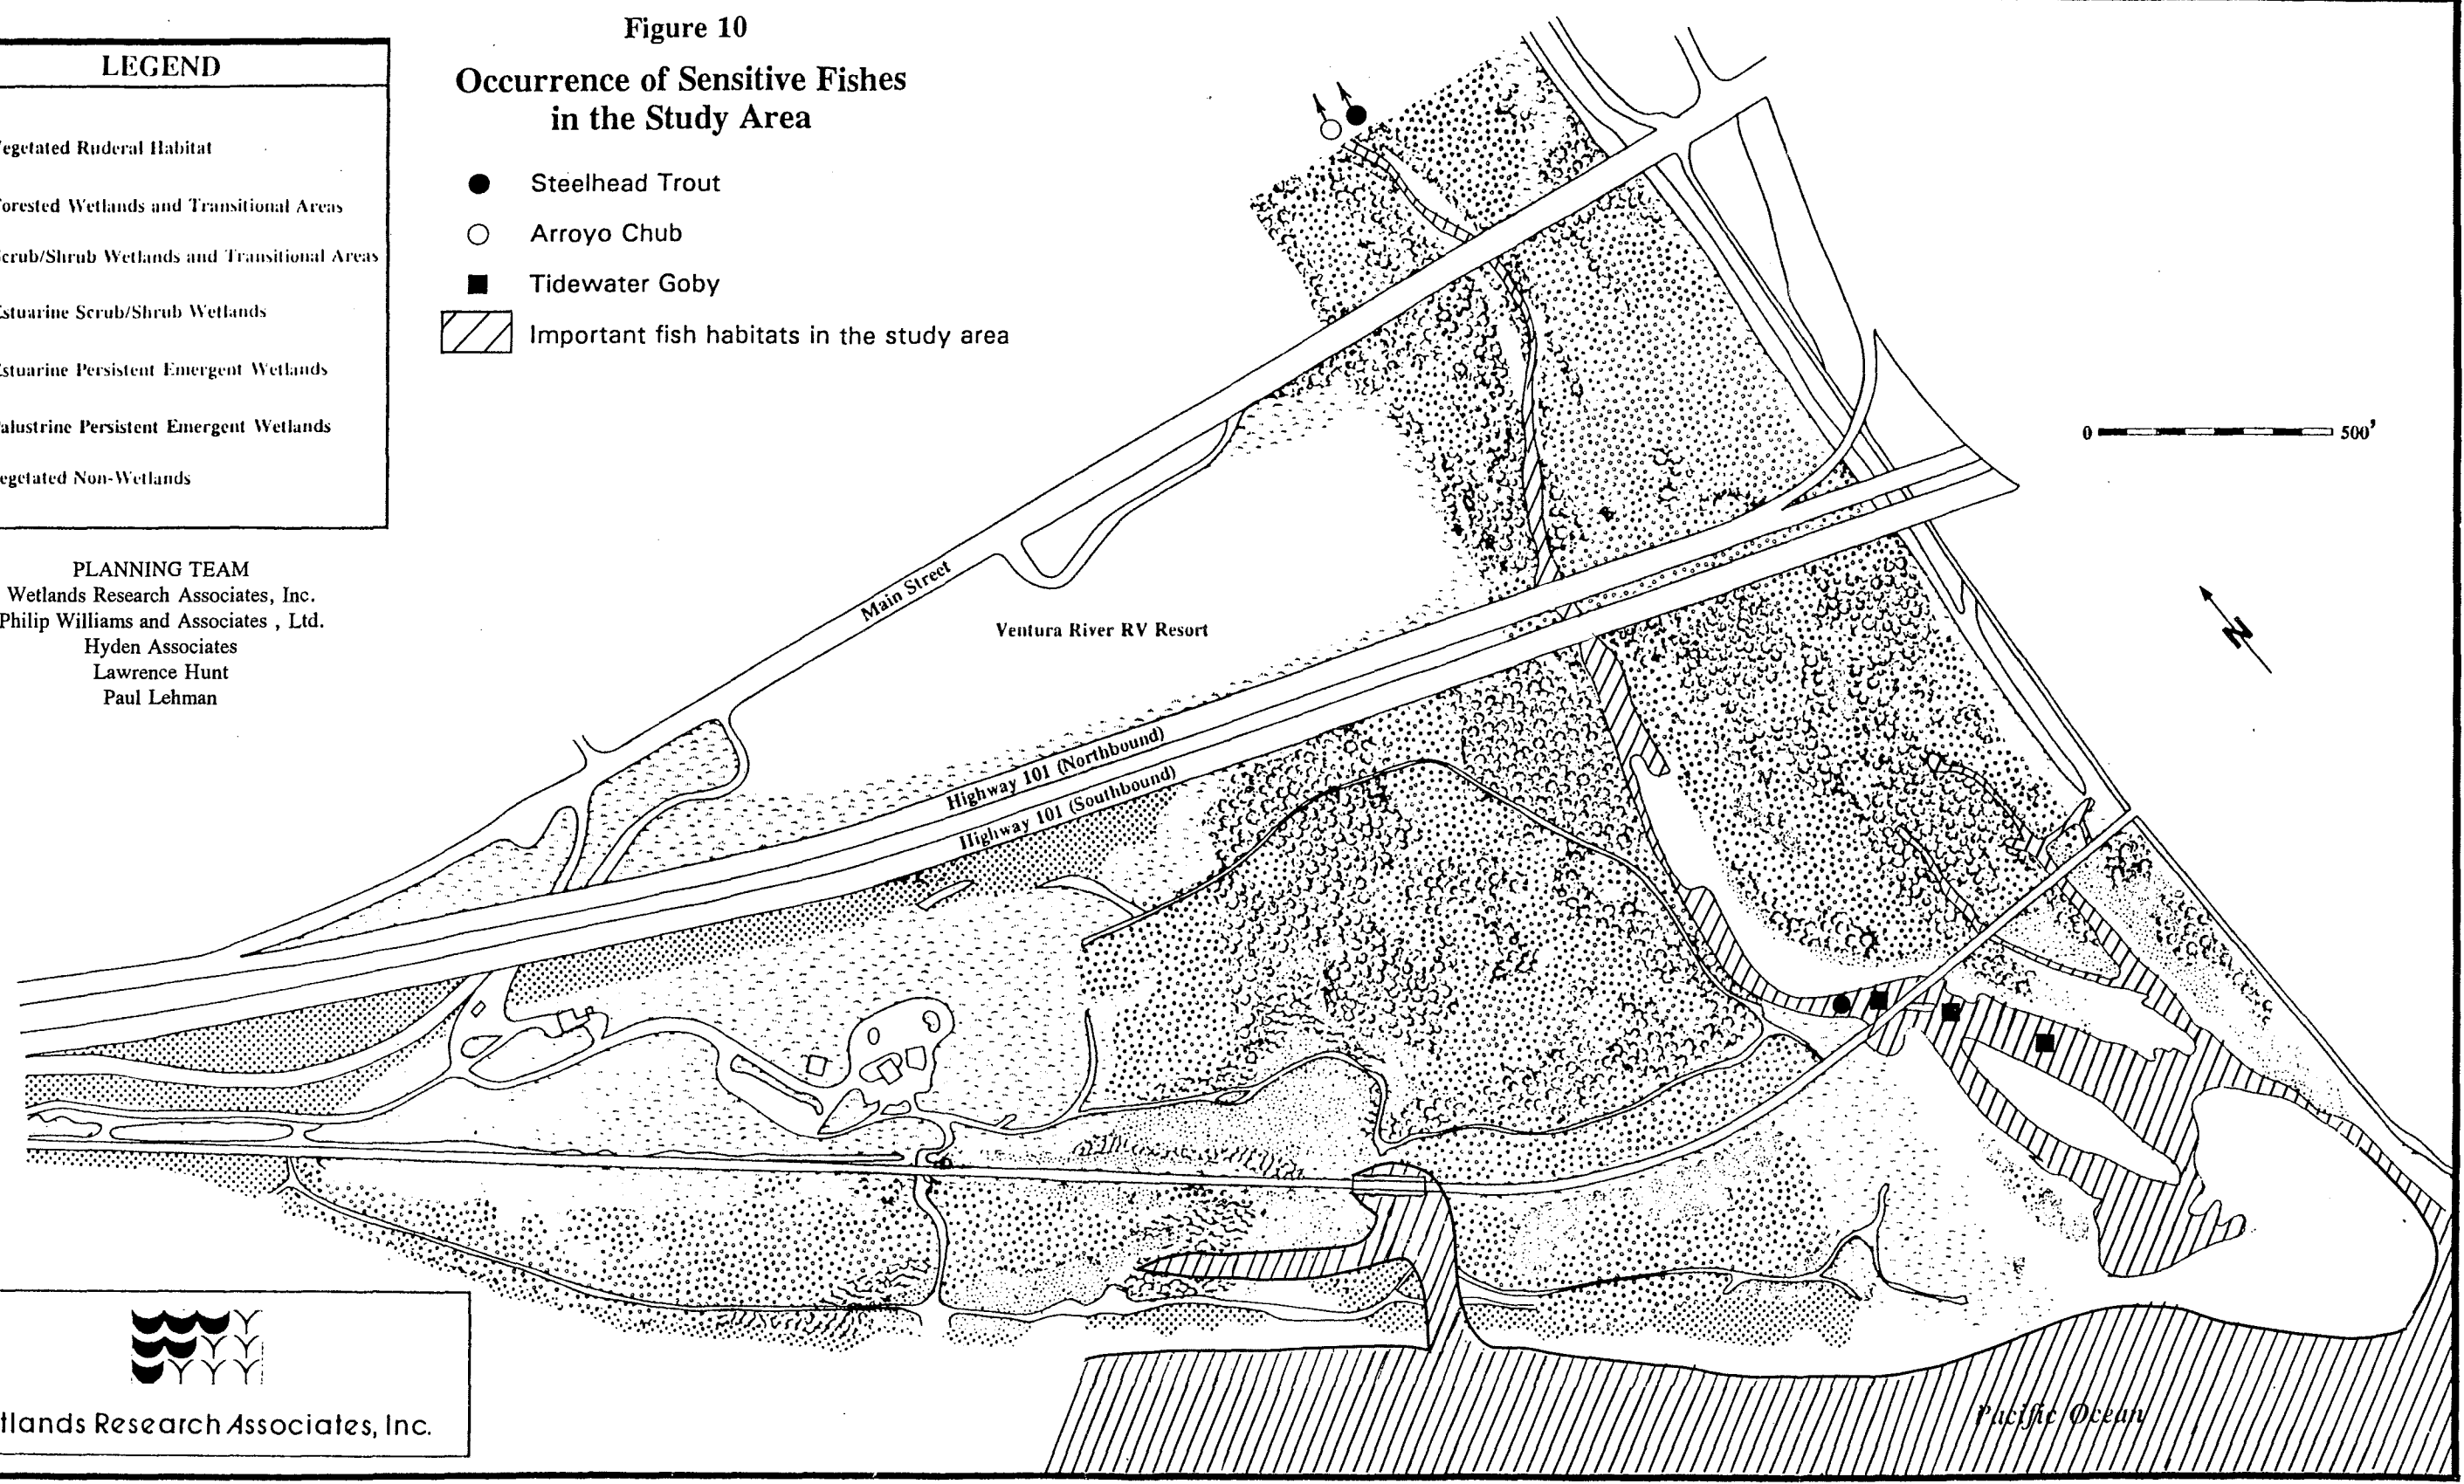 Figure 10
Occurrence of Sensitive Fishes
in the Study Area
Steelhead Trout
Arroyo Chub
Tidewater Goby
Important fish habitats in the study area
LEGEND
egetated Ruderal Habitat
orested Wetlands and Transitional Areas
crub/Shrub Wetlands and Transitional Areas
stuarine Scrub/Shrub Wetlands
stuarine Persistent Emergent Wetlands
alustrine Persistent Emergent Wetlands
egetated Non-Wetlands
PLANNING TEAM
Wetlands Research Associates, Inc.
Philip Williams and Associates , Ltd.
Hyden Associates
Lawrence Hunt
Paul Lehman
0 500'
N
Main Street
Ventura River RV Resort
Highway 101 (Northbound)
Highway 101 (Southbound)
Pacific Ocean
tlands Research Associates, Inc.